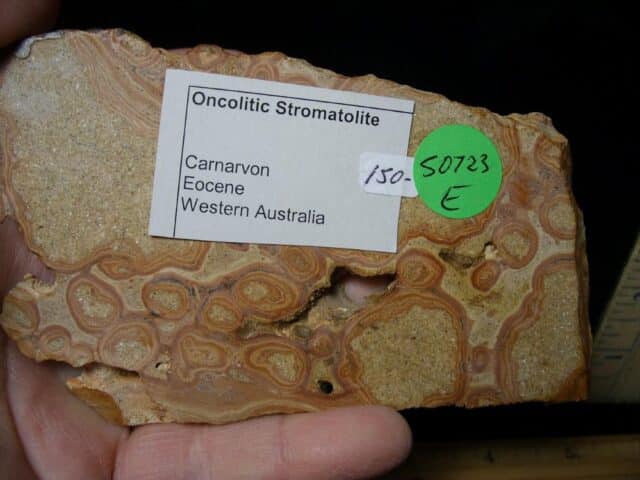 Oncolitic Stromatolite
Carnarvon
Eocene
Western Australia
150-
S0723
E